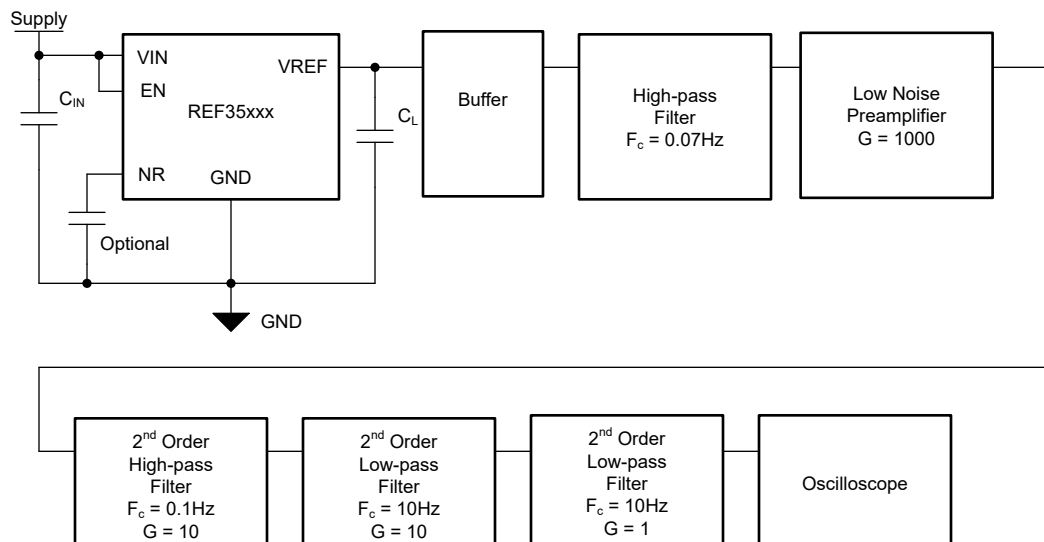 Supply
VIN
EN
REF35xxx
VREF
C_IN
NR
GND
C_L
Optional
GND
Buffer
High-pass
Filter
F_c = 0.07Hz
Low Noise
Preamplifier
G = 1000
2nd Order
High-pass
Filter
F_c = 0.1Hz
G = 10
2nd Order
Low-pass
Filter
F_c = 10Hz
G = 10
2nd Order
Low-pass
Filter
F_c = 10Hz
G = 1
Oscilloscope